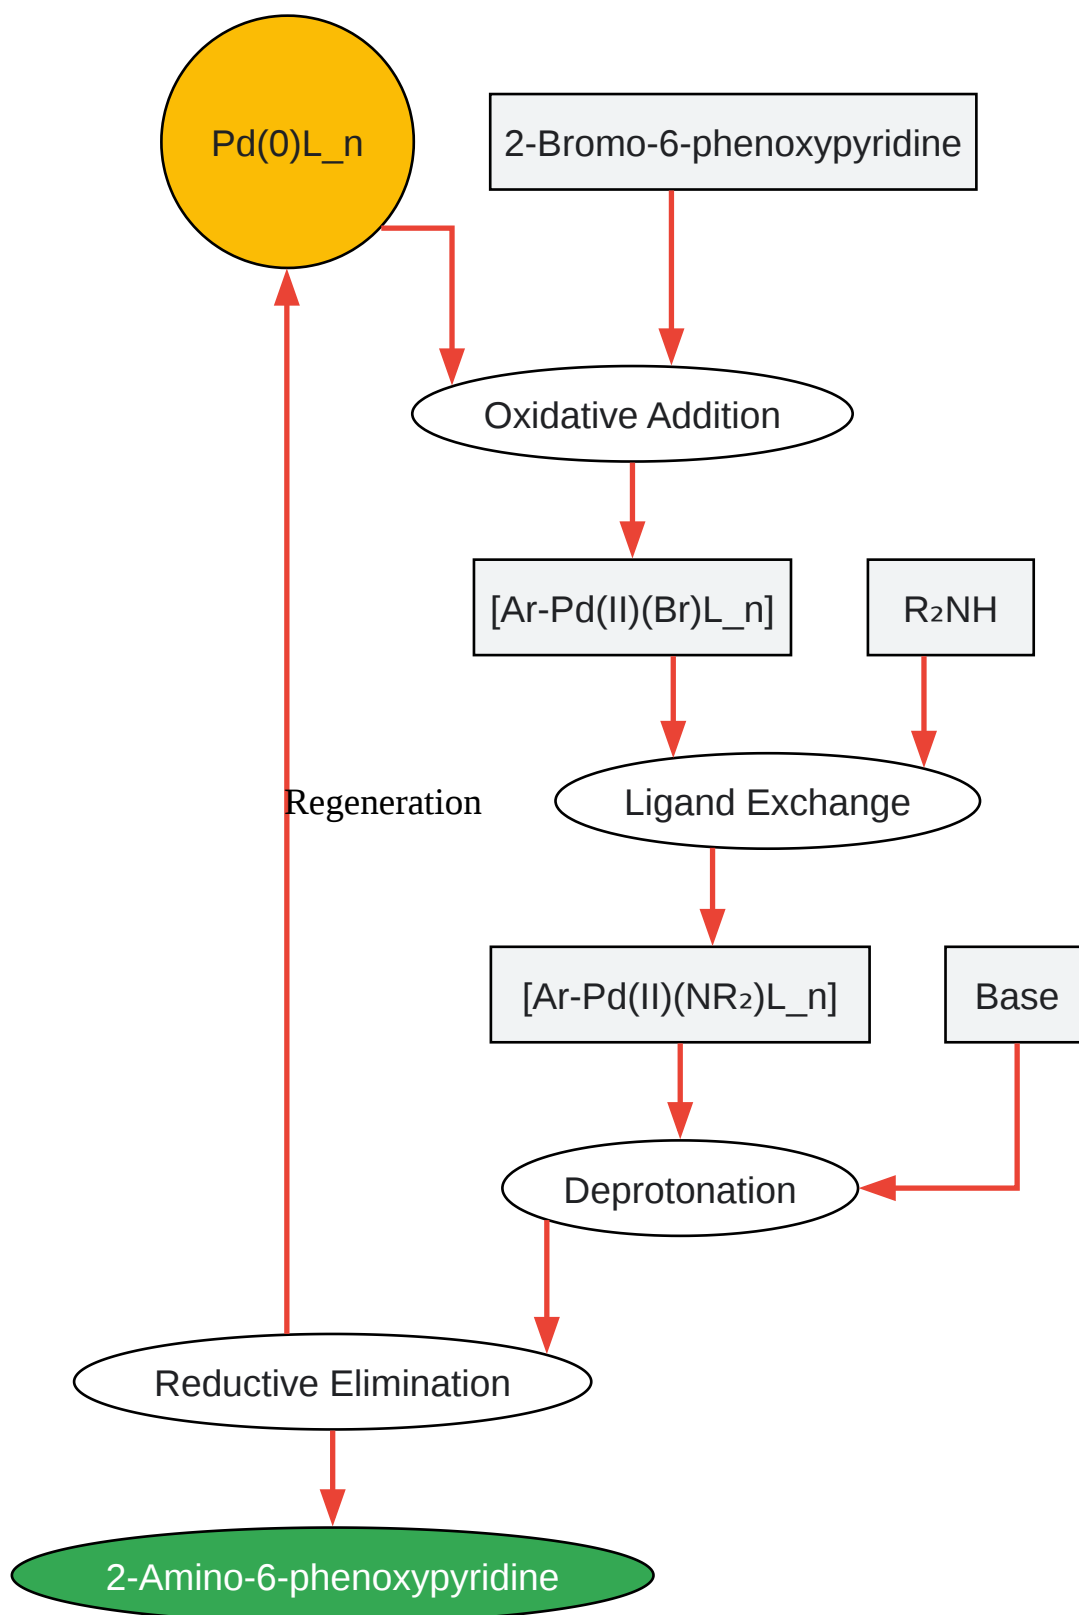 Pd(0)L_n
2-Bromo-6-phenoxypyridine
Oxidative Addition
[Ar-Pd(II)(Br)L_n]
R₂NH
Regeneration
Ligand Exchange
[Ar-Pd(II)(NR₂)L_n]
Base
Deprotonation
Reductive Elimination
2-Amino-6-phenoxypyridine